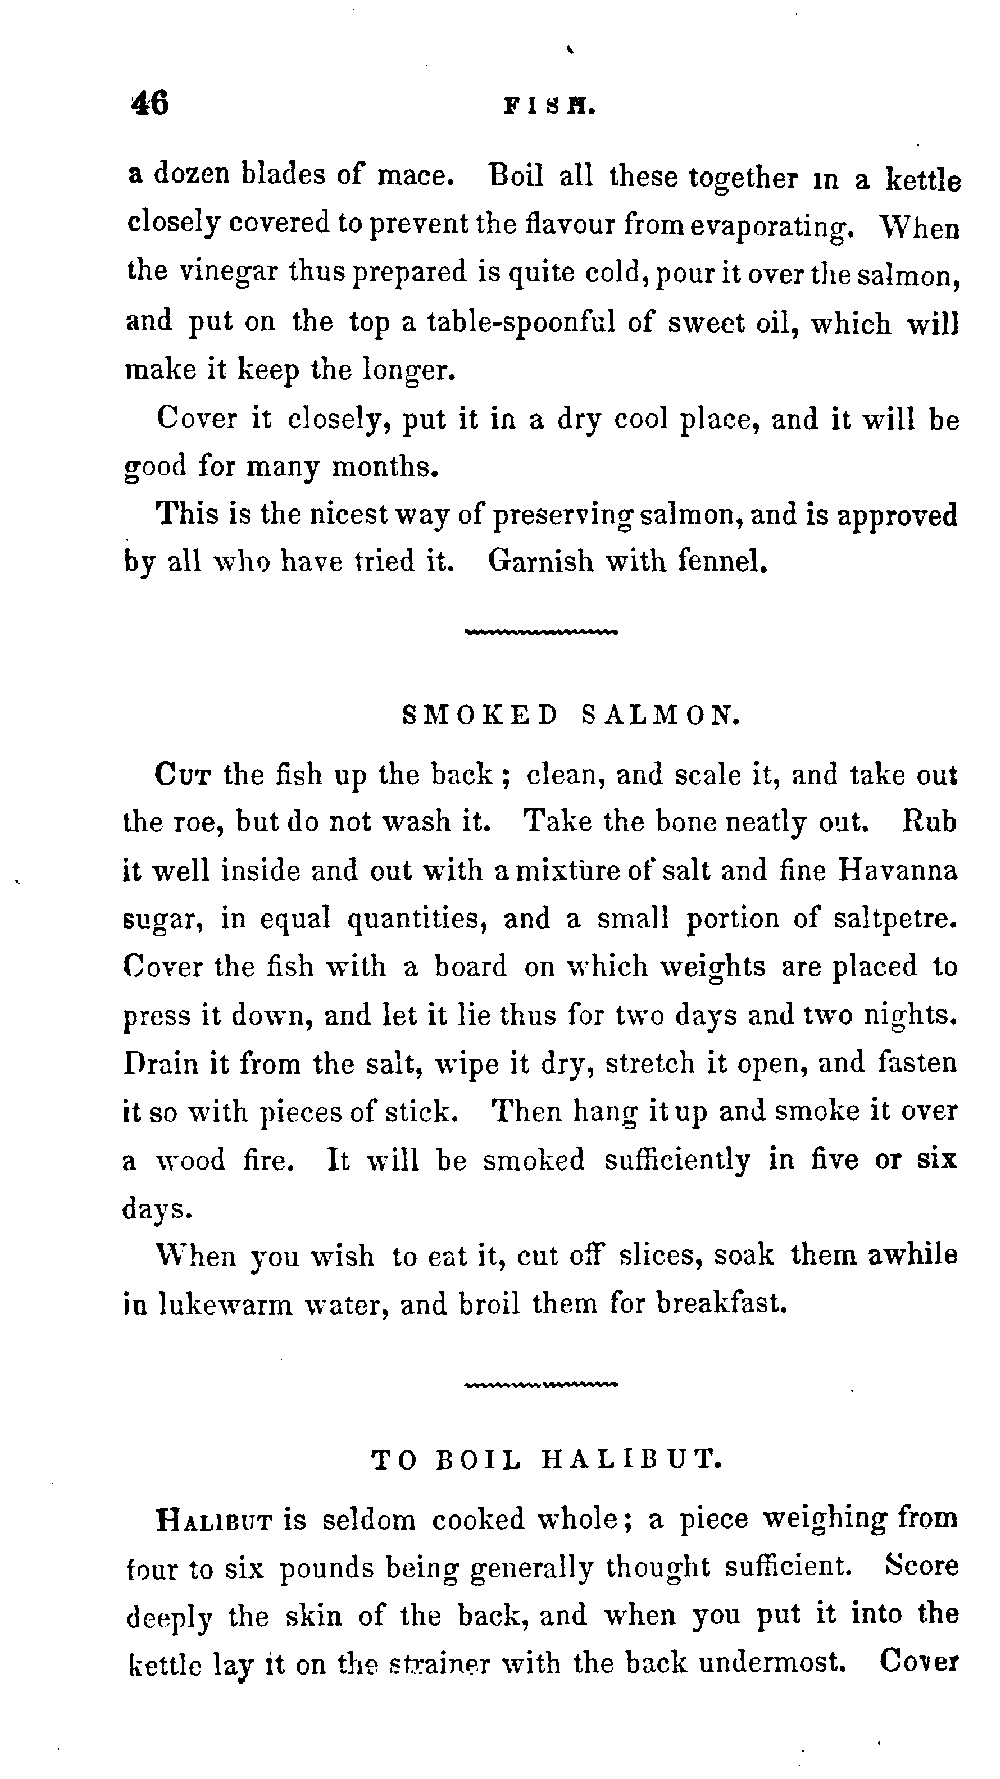 46 FISH.
a dozen blades of mace. Boil all these together in a kettle
closely covered to prevent the flavour from evaporating. When
the vinegar thus prepared is quite cold, pour it over the salmon,
and put on the top a table-spoonful of sweet oil, which will
make it keep the longer.
Cover it closely, put it in a dry cool place, and it will be
good for many months.
This is the nicest way of preserving salmon, and is approved
by all who have tried it. Garnish with fennel.
SMOKED SALMON.
CUT the fish up the back; clean, and scale it, and take out
the roe, but do not wash it. Take the bone neatly out. Rub
it well inside and out with a mixture of salt and fine Havanna
sugar, in equal quantities, and a small portion of saltpetre.
Cover the fish with a board on which weights are placed to
press it down, and let it lie thus for two days and two nights.
Drain it from the salt, wipe it dry, stretch it open, and fasten
it so with pieces of stick. Then hang it up and smoke it over
a wood fire. It will be smoked sufficiently in five or six
days.
When you wish to eat it, cut off slices, soak them awhile
in lukewarm water, and broil them for breakfast.
TO BOIL HALIBUT.
HALIBUT is seldom cooked whole; a piece weighing from
four to six pounds being generally thought sufficient. Score
deeply the skin of the back, and when you put it into the
kettle lay it on the strainer with the back undermost. Cover